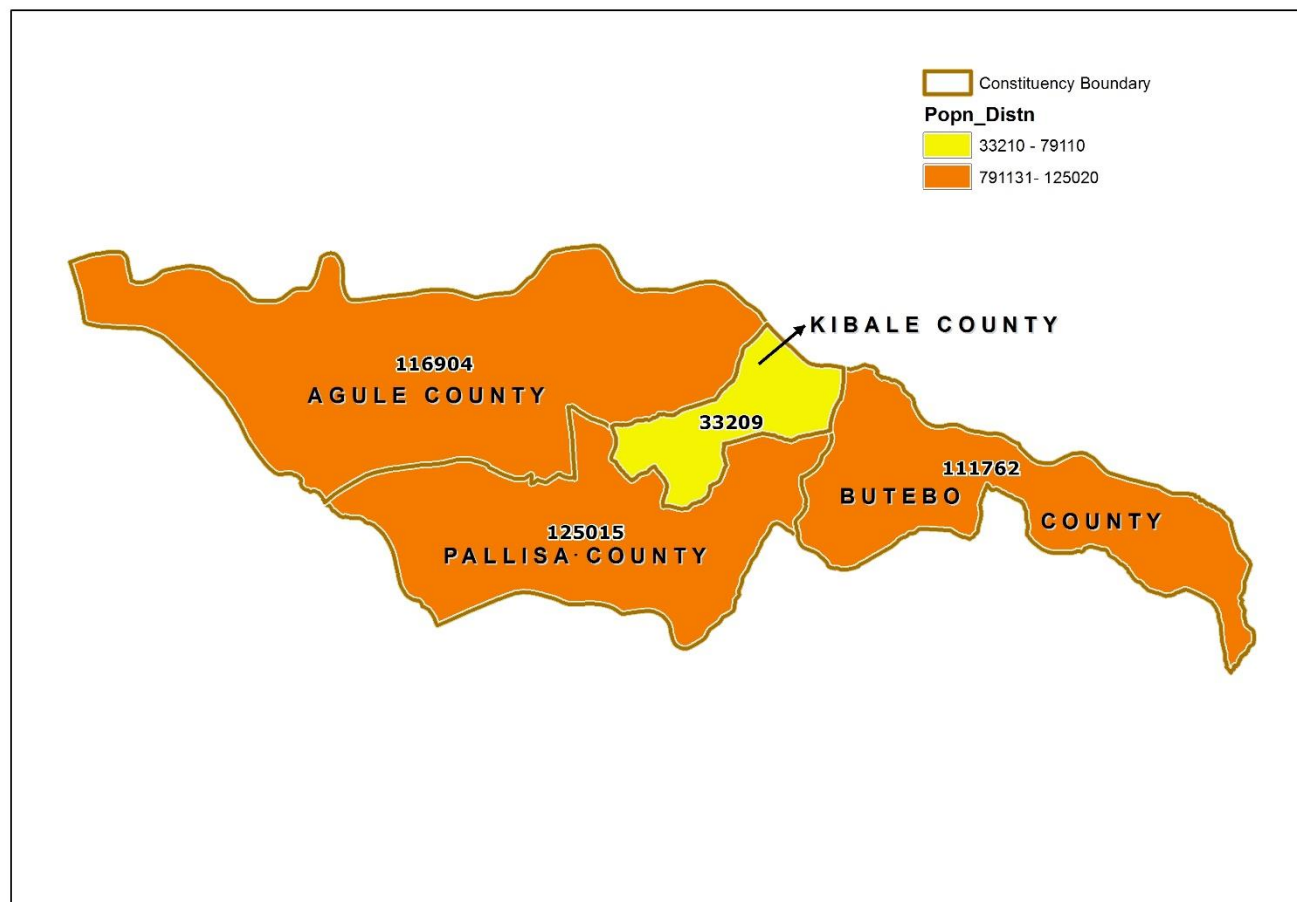 Constituency Boundary
Popn_Distn
33210 - 79110
791131- 125020
KIBALE COUNTY
116904
AGULE COUNTY
33209
111762
BUTEBO
COUNTY
125015
PALLISA COUNTY